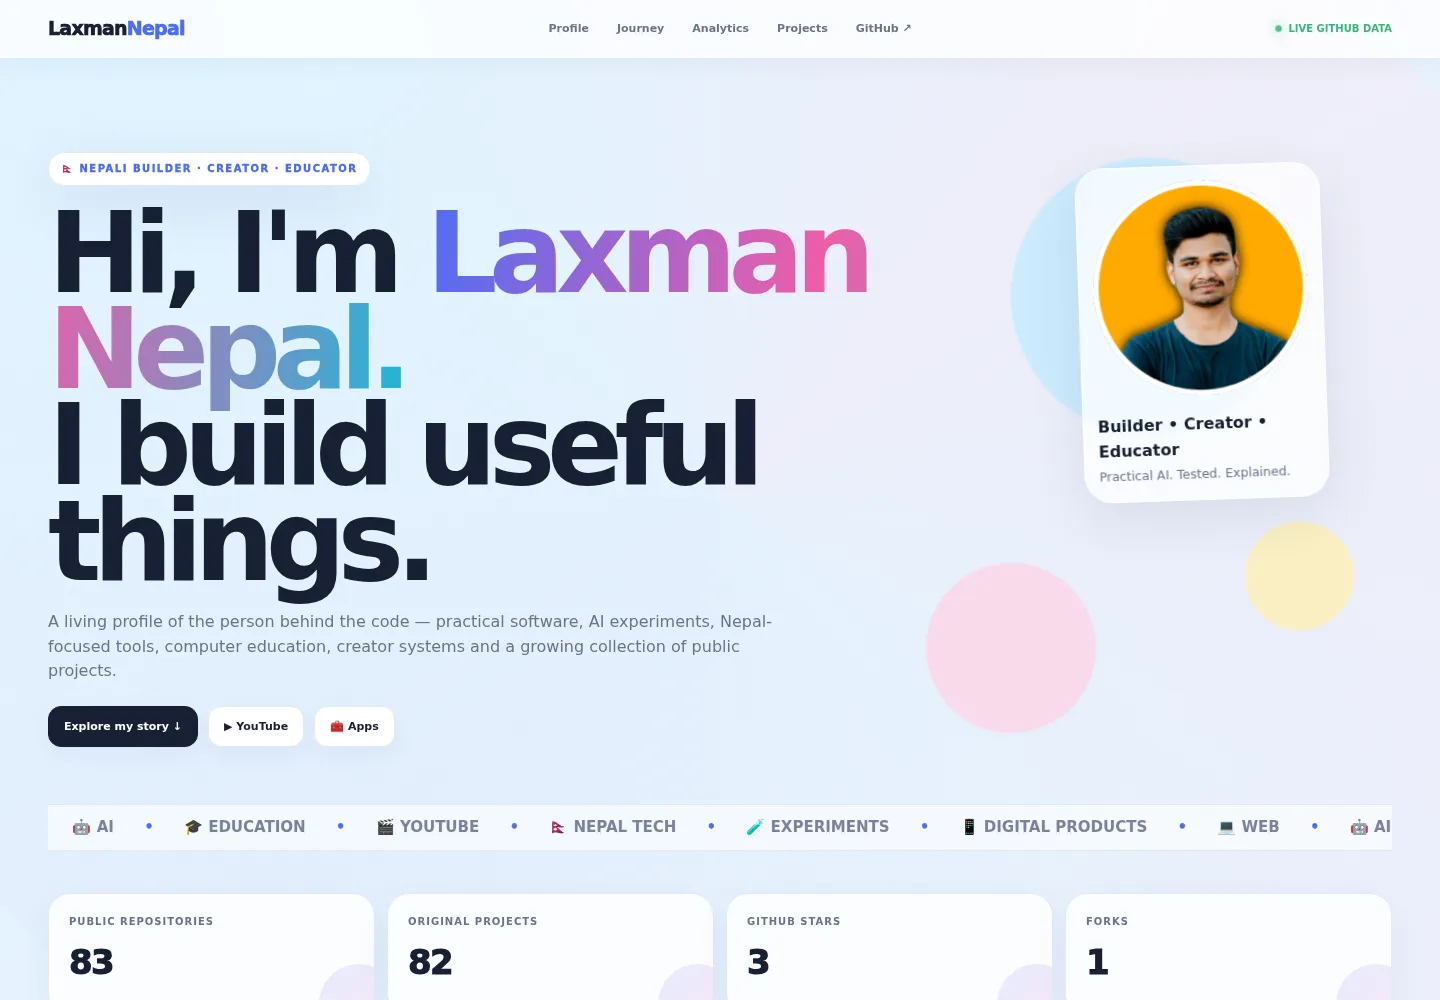 LaxmanNepal
Profile Journey Analytics Projects GitHub ↗
LIVE GITHUB DATA
🇳🇵 NEPALI BUILDER · CREATOR · EDUCATOR
Hi, I'm Laxman
Nepal.
I build useful
things.
A living profile of the person behind the code — practical software, AI experiments, Nepal-
focused tools, computer education, creator systems and a growing collection of public
projects.
Explore my story ↓
▶ YouTube
🧰 Apps
Builder • Creator •
Educator
Practical AI. Tested. Explained.
🤖 AI • 🎓 EDUCATION • 🎬 YOUTUBE • 🇳🇵 NEPAL TECH • 🧪 EXPERIMENTS • 📱 DIGITAL PRODUCTS • 💻 WEB • 🤖 AI
PUBLIC REPOSITORIES
83
ORIGINAL PROJECTS
82
GITHUB STARS
3
FORKS
1